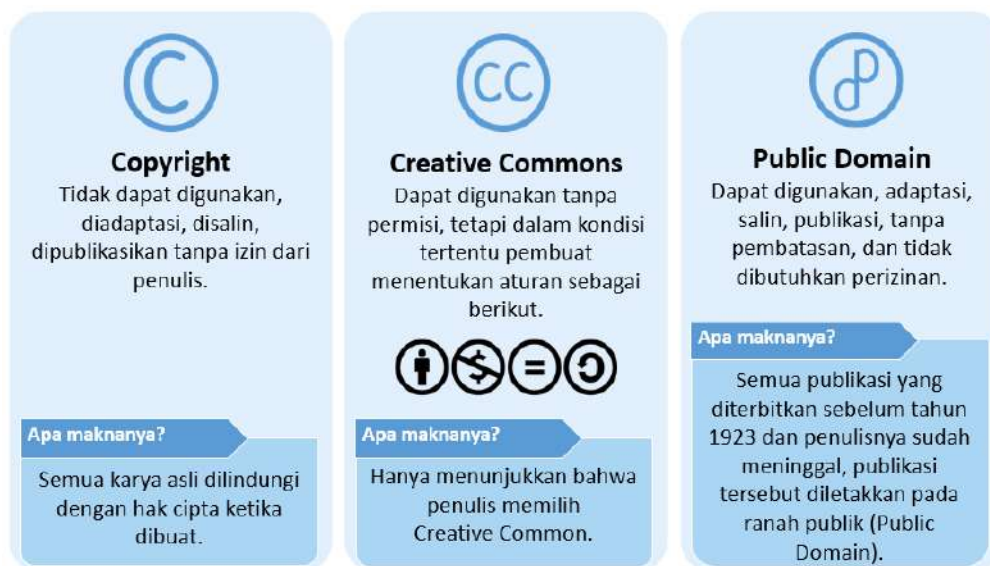 C
Copyright
Tidak dapat digunakan,
diadaptasi, disalin,
dipublikasikan tanpa izin dari
penulis.
Apa maknanya?
Semua karya asli dilindungi
dengan hak cipta ketika
dibuat.
CC
Creative Commons
Dapat digunakan tanpa
permisi, tetapi dalam kondisi
tertentu pembuat
menentukan aturan sebagai
berikut.
Apa maknanya?
Hanya menunjukkan bahwa
penulis memilih
Creative Common.
Public Domain
Dapat digunakan, adaptasi,
salin, publikasi, tanpa
pembatasan, dan tidak
dibutuhkan perizinan.
Apa maknanya?
Semua publikasi yang
diterbitkan sebelum tahun
1923 dan penulisnya sudah
meninggal, publikasi
tersebut diletakkan pada
ranah publik (Public
Domain).